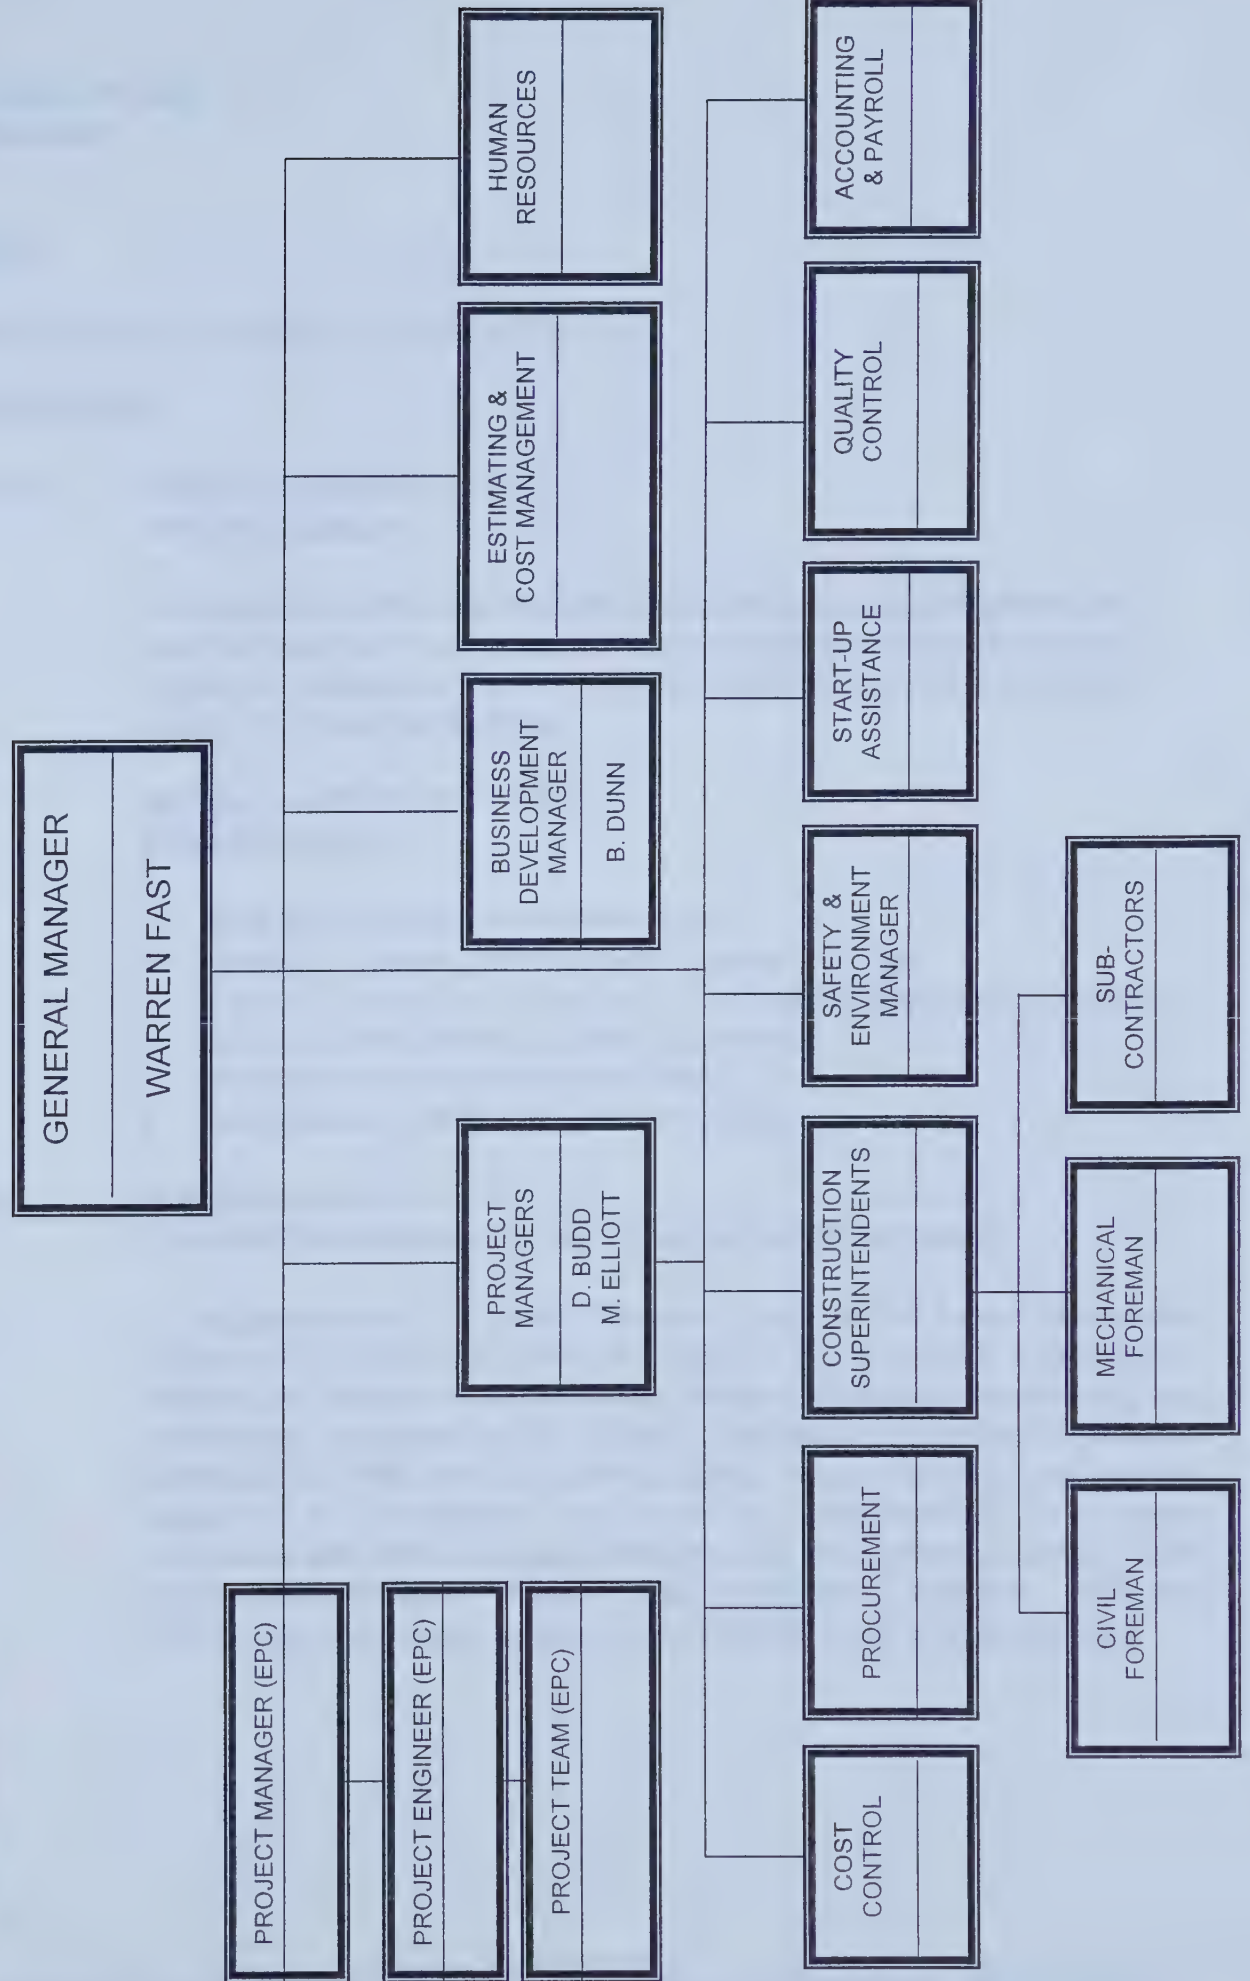 GENERAL MANAGER
WARREN FAST
PROJECT MANAGER (EPC)
PROJECT ENGINEER (EPC)
PROJECT TEAM (EPC)
PROJECT
MANAGERS
D. BUDD
M. ELLIOTT
BUSINESS
DEVELOPMENT
MANAGER
B. DUNN
ESTIMATING &
COST MANAGEMENT
HUMAN
RESOURCES
COST
CONTROL
PROCUREMENT
CONSTRUCTION
SUPERINTENDENTS
SAFETY &
ENVIRONMENT
MANAGER
START-UP
ASSISTANCE
QUALITY
CONTROL
ACCOUNTING
& PAYROLL
CIVIL
FOREMAN
MECHANICAL
FOREMAN
SUB-
CONTRACTORS